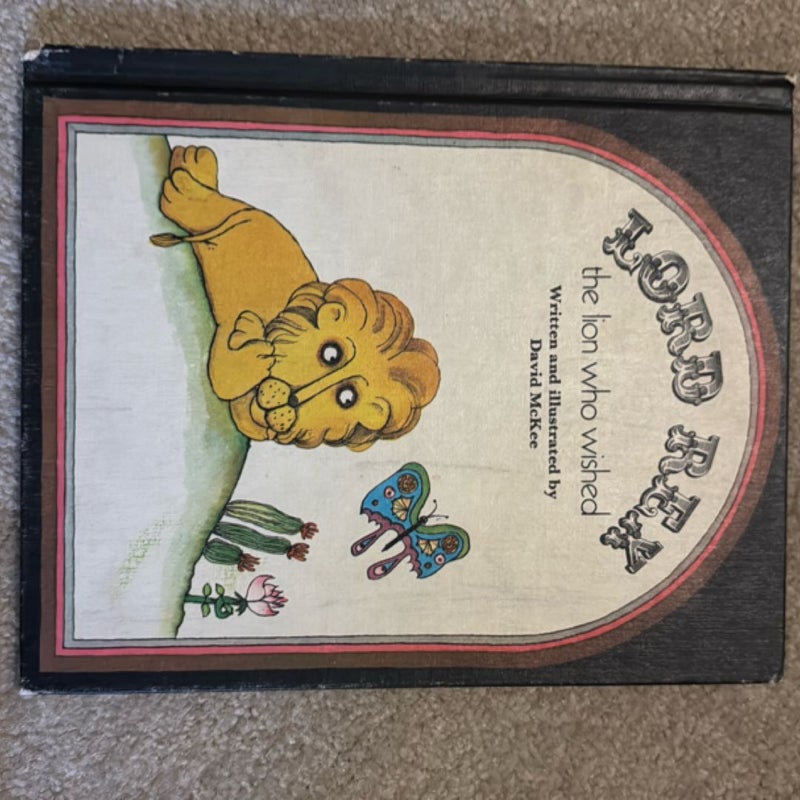 LORD REX
the lion who wished
Written and illustrated by
David McKee